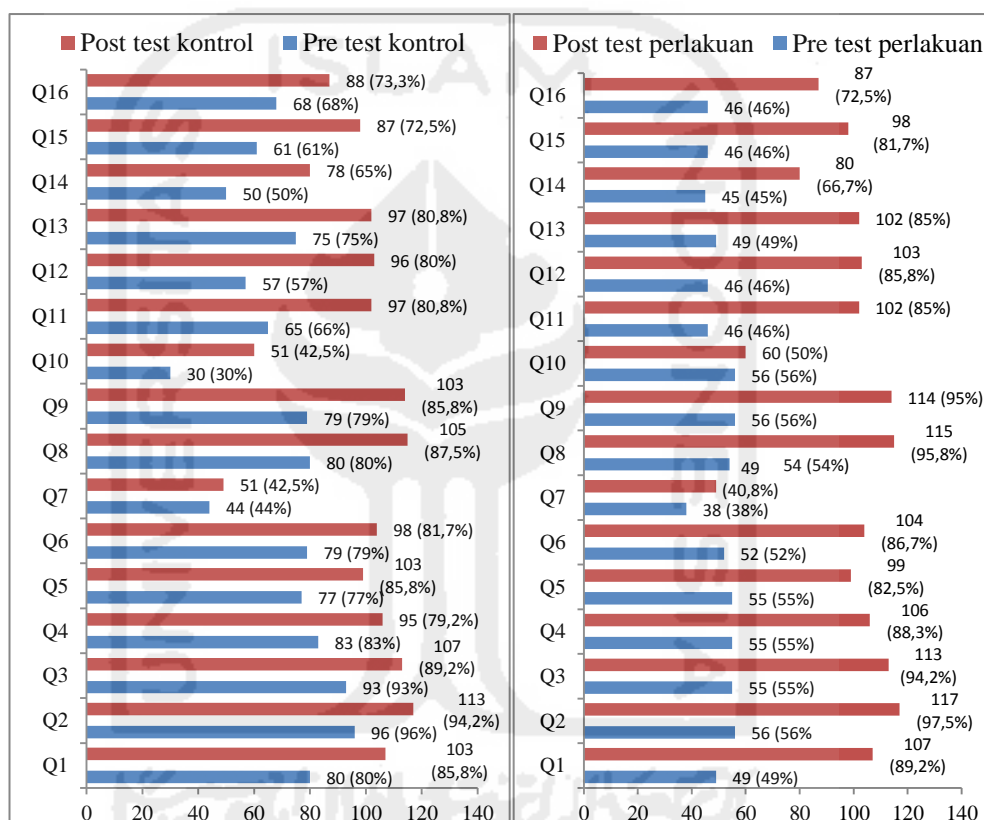 Post test kontrol Pre test kontrol
Q16 88 (73,3%)
68 (68%)
Q15 87 (72,5%)
61 (61%)
Q14 78 (65%)
50 (50%)
Q13 97 (80,8%)
75 (75%)
Q12 96 (80%)
57 (57%)
Q11 97 (80,8%)
65 (66%)
Q10 51 (42,5%)
30 (30%)
Q9 103
(85,8%)
79 (79%)
Q8 105
(87,5%)
80 (80%)
Q7 51 (42,5%)
44 (44%)
Q6 98 (81,7%)
79 (79%)
Q5 103
(85,8%)
77 (77%)
Q4 95 (79,2%)
83 (83%)
Q3 107
(89,2%)
93 (93%)
Q2 113
(94,2%)
96 (96%)
Q1 103
(85,8%)
80 (80%)
0 20 40 60 80 100 120 140
Post test perlakuan Pre test perlakuan
Q16 87
(72,5%)
46 (46%)
Q15 98
(81,7%)
46 (46%)
Q14 80
(66,7%)
45 (45%)
Q13 102 (85%)
49 (49%)
Q12 103
(85,8%)
46 (46%)
Q11 102 (85%)
46 (46%)
Q10 60 (50%)
56 (56%)
Q9 114 (95%)
56 (56%)
Q8 115
(95,8%)
54 (54%)
Q7 49
(40,8%)
38 (38%)
Q6 104
(86,7%)
52 (52%)
Q5 99
(82,5%)
55 (55%)
Q4 106
(88,3%)
55 (55%)
Q3 113
(94,2%)
55 (55%)
Q2 117
(97,5%)
56 (56%
Q1 107
(89,2%)
49 (49%)
0 20 40 60 80 100 120 140
ISLAM
UNIVERSITAS
INDONESIA